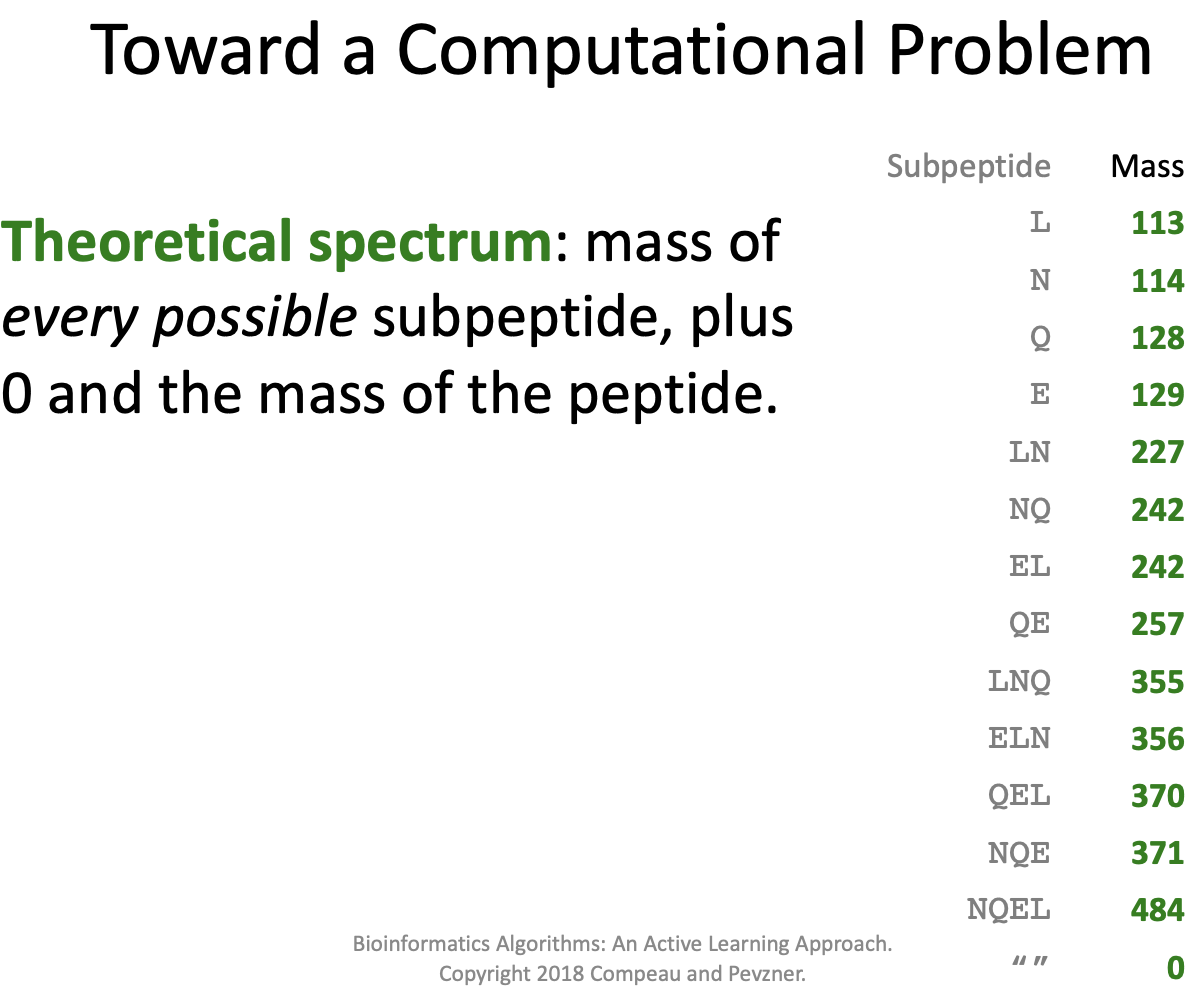 Toward a Computational Problem
Theoretical spectrum: mass of
every possible subpeptide, plus
0 and the mass of the peptide.
Subpeptide Mass
L 113
N 114
Q 128
E 129
LN 227
NQ 242
EL 242
QE 257
LNQ 355
ELN 356
QEL 370
NQE 371
NQEL 484
“ ” 0
Bioinformatics Algorithms: An Active Learning Approach.
Copyright 2018 Compeau and Pevzner.